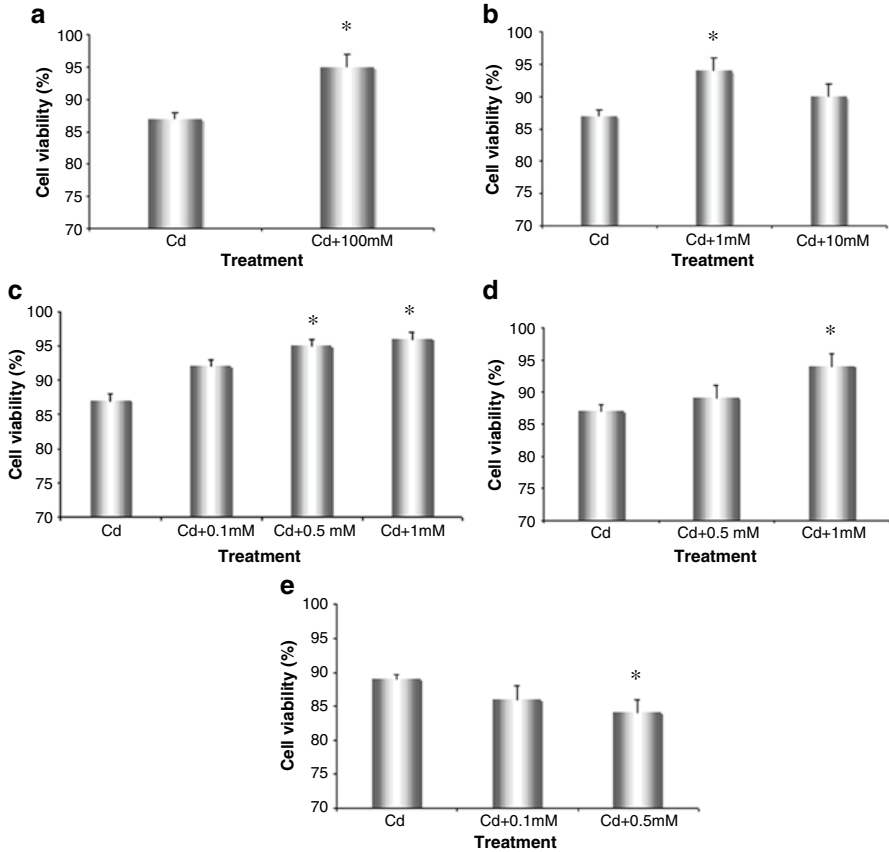 a
100
95
90
85
80
75
70
Cell viability (%)
*
Cd
Cd+100mM
Treatment
b
100
95
90
85
80
75
70
Cell viability (%)
*
Cd
Cd+1mM
Cd+10mM
Treatment
c
100
95
90
85
80
75
70
Cell viability (%)
*
*
Cd
Cd+0.1mM
Cd+0.5 mM
Cd+1mM
Treatment
d
100
95
90
85
80
75
70
Cell viability (%)
*
Cd
Cd+0.5 mM
Cd+1mM
Treatment
e
100
95
90
85
80
75
70
Cell viability (%)
*
Cd
Cd+0.1mM
Cd+0.5mM
Treatment